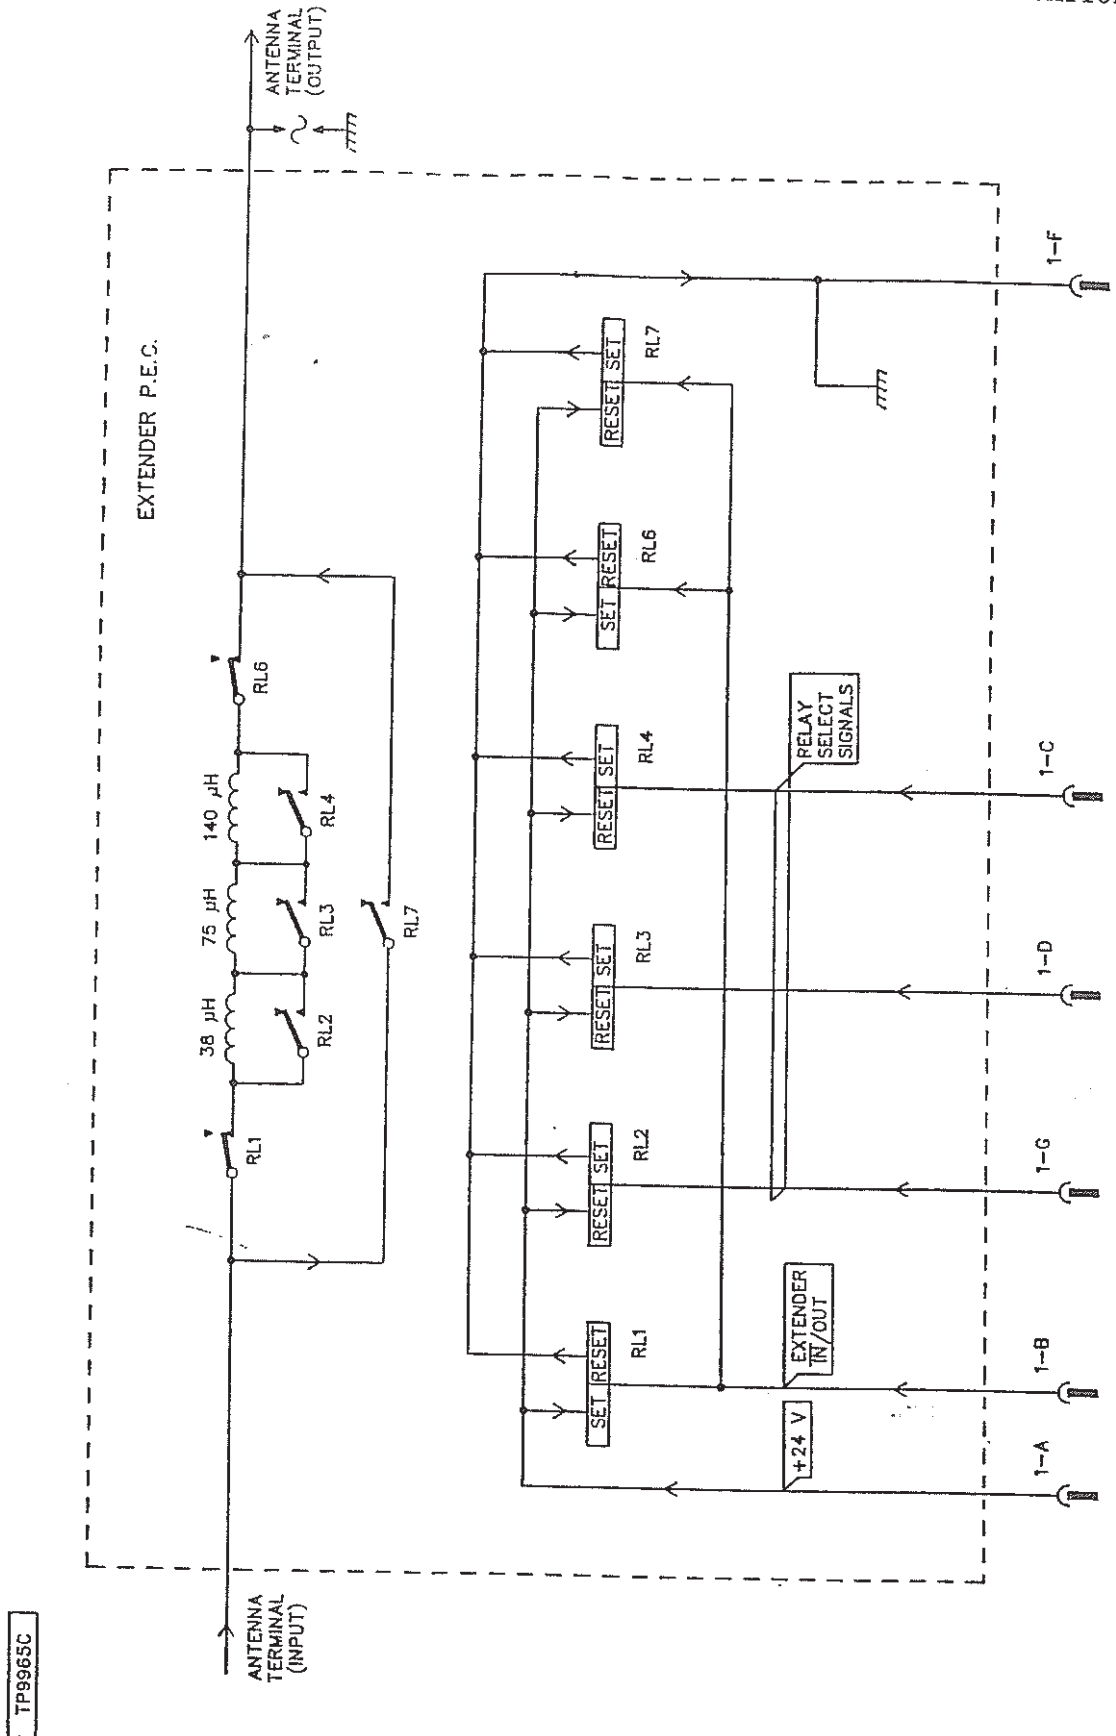 TP9965C
EXTENDER P.E.C.
ANTENNA
TERMINAL
(INPUT)
ANTENNA
TERMINAL
(OUTPUT)
38 µH
75 µH
140 µH
RL1
RL2
RL3
RL4
RL6
RL7
SET RESET
RL1
RESET SET
RL2
RESET SET
RL3
RESET SET
RL4
SET RESET
RL6
RESET SET
RL7
+24 V
EXTENDER
IN/OUT
RELAY
SELECT
SIGNALS
1-A
1-B
1-G
1-D
1-C
1-F